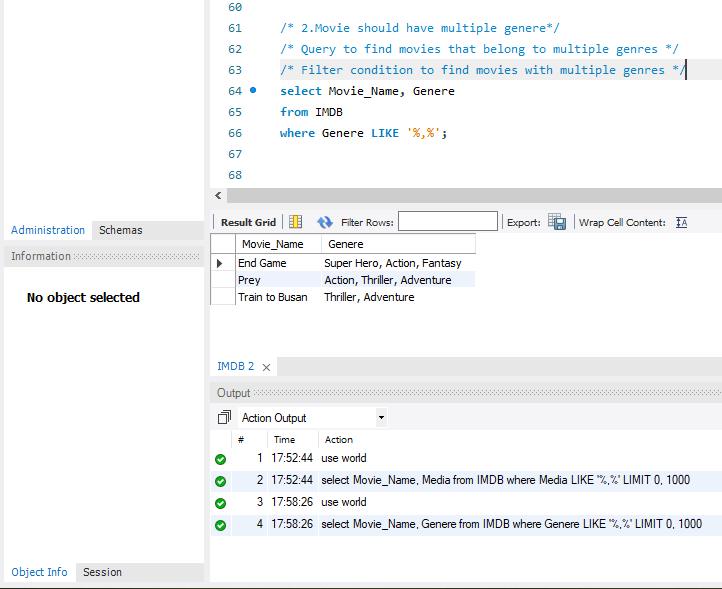 60
61 /* 2.Movie should have multiple genere*/
62 /* Query to find movies that belong to multiple genres */
63 /* Filter condition to find movies with multiple genres */
64 select Movie_Name, Genere
65 from IMDB
66 where Genere LIKE '%,%';
67
68
Administration Schemas
Information
No object selected
Result Grid Filter Rows: Export: Wrap Cell Content:
Movie_Name Genere
End Game Super Hero, Action, Fantasy
Prey Action, Thriller, Adventure
Train to Busan Thriller, Adventure
IMDB 2
Output
Action Output
# Time Action
1 17:52:44 use world
2 17:52:44 select Movie_Name, Media from IMDB where Media LIKE '%,%' LIMIT 0, 1000
3 17:58:26 use world
4 17:58:26 select Movie_Name, Genere from IMDB where Genere LIKE '%,%' LIMIT 0, 1000
Object Info Session